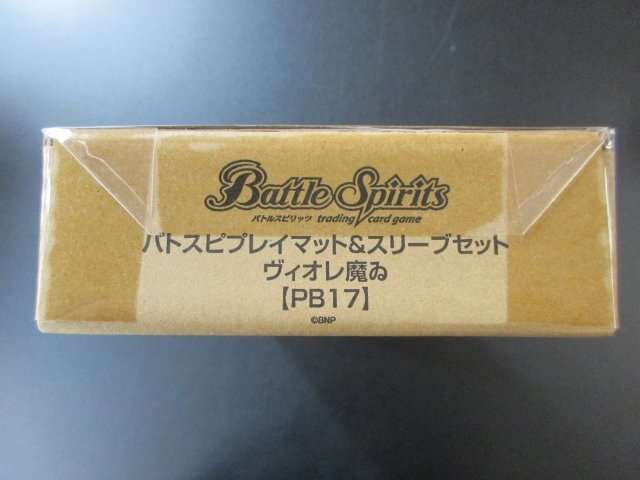 Battle Spirits
バトルスピリッツ trading card game
バトスピプレイマット&スリーブセット
ヴィオレ魔ゐ
【PB17】
©BNP